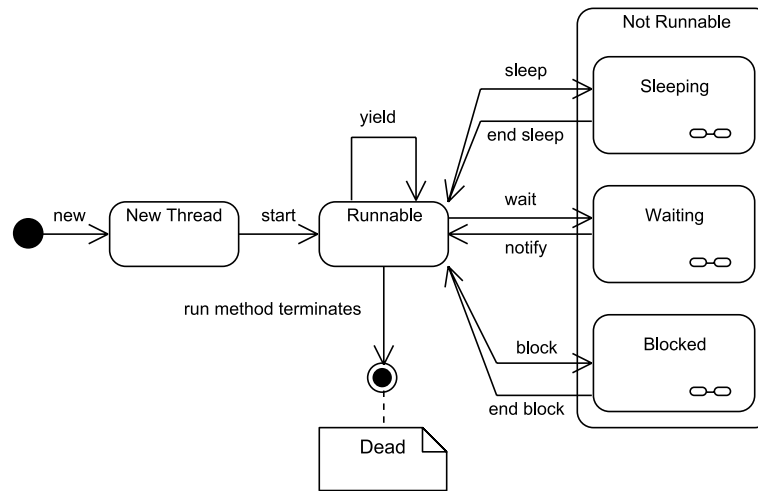 Not Runnable
sleep
Sleeping
yield
end sleep
new
New Thread
start
Runnable
wait
Waiting
notify
run method terminates
block
Blocked
end block
Dead